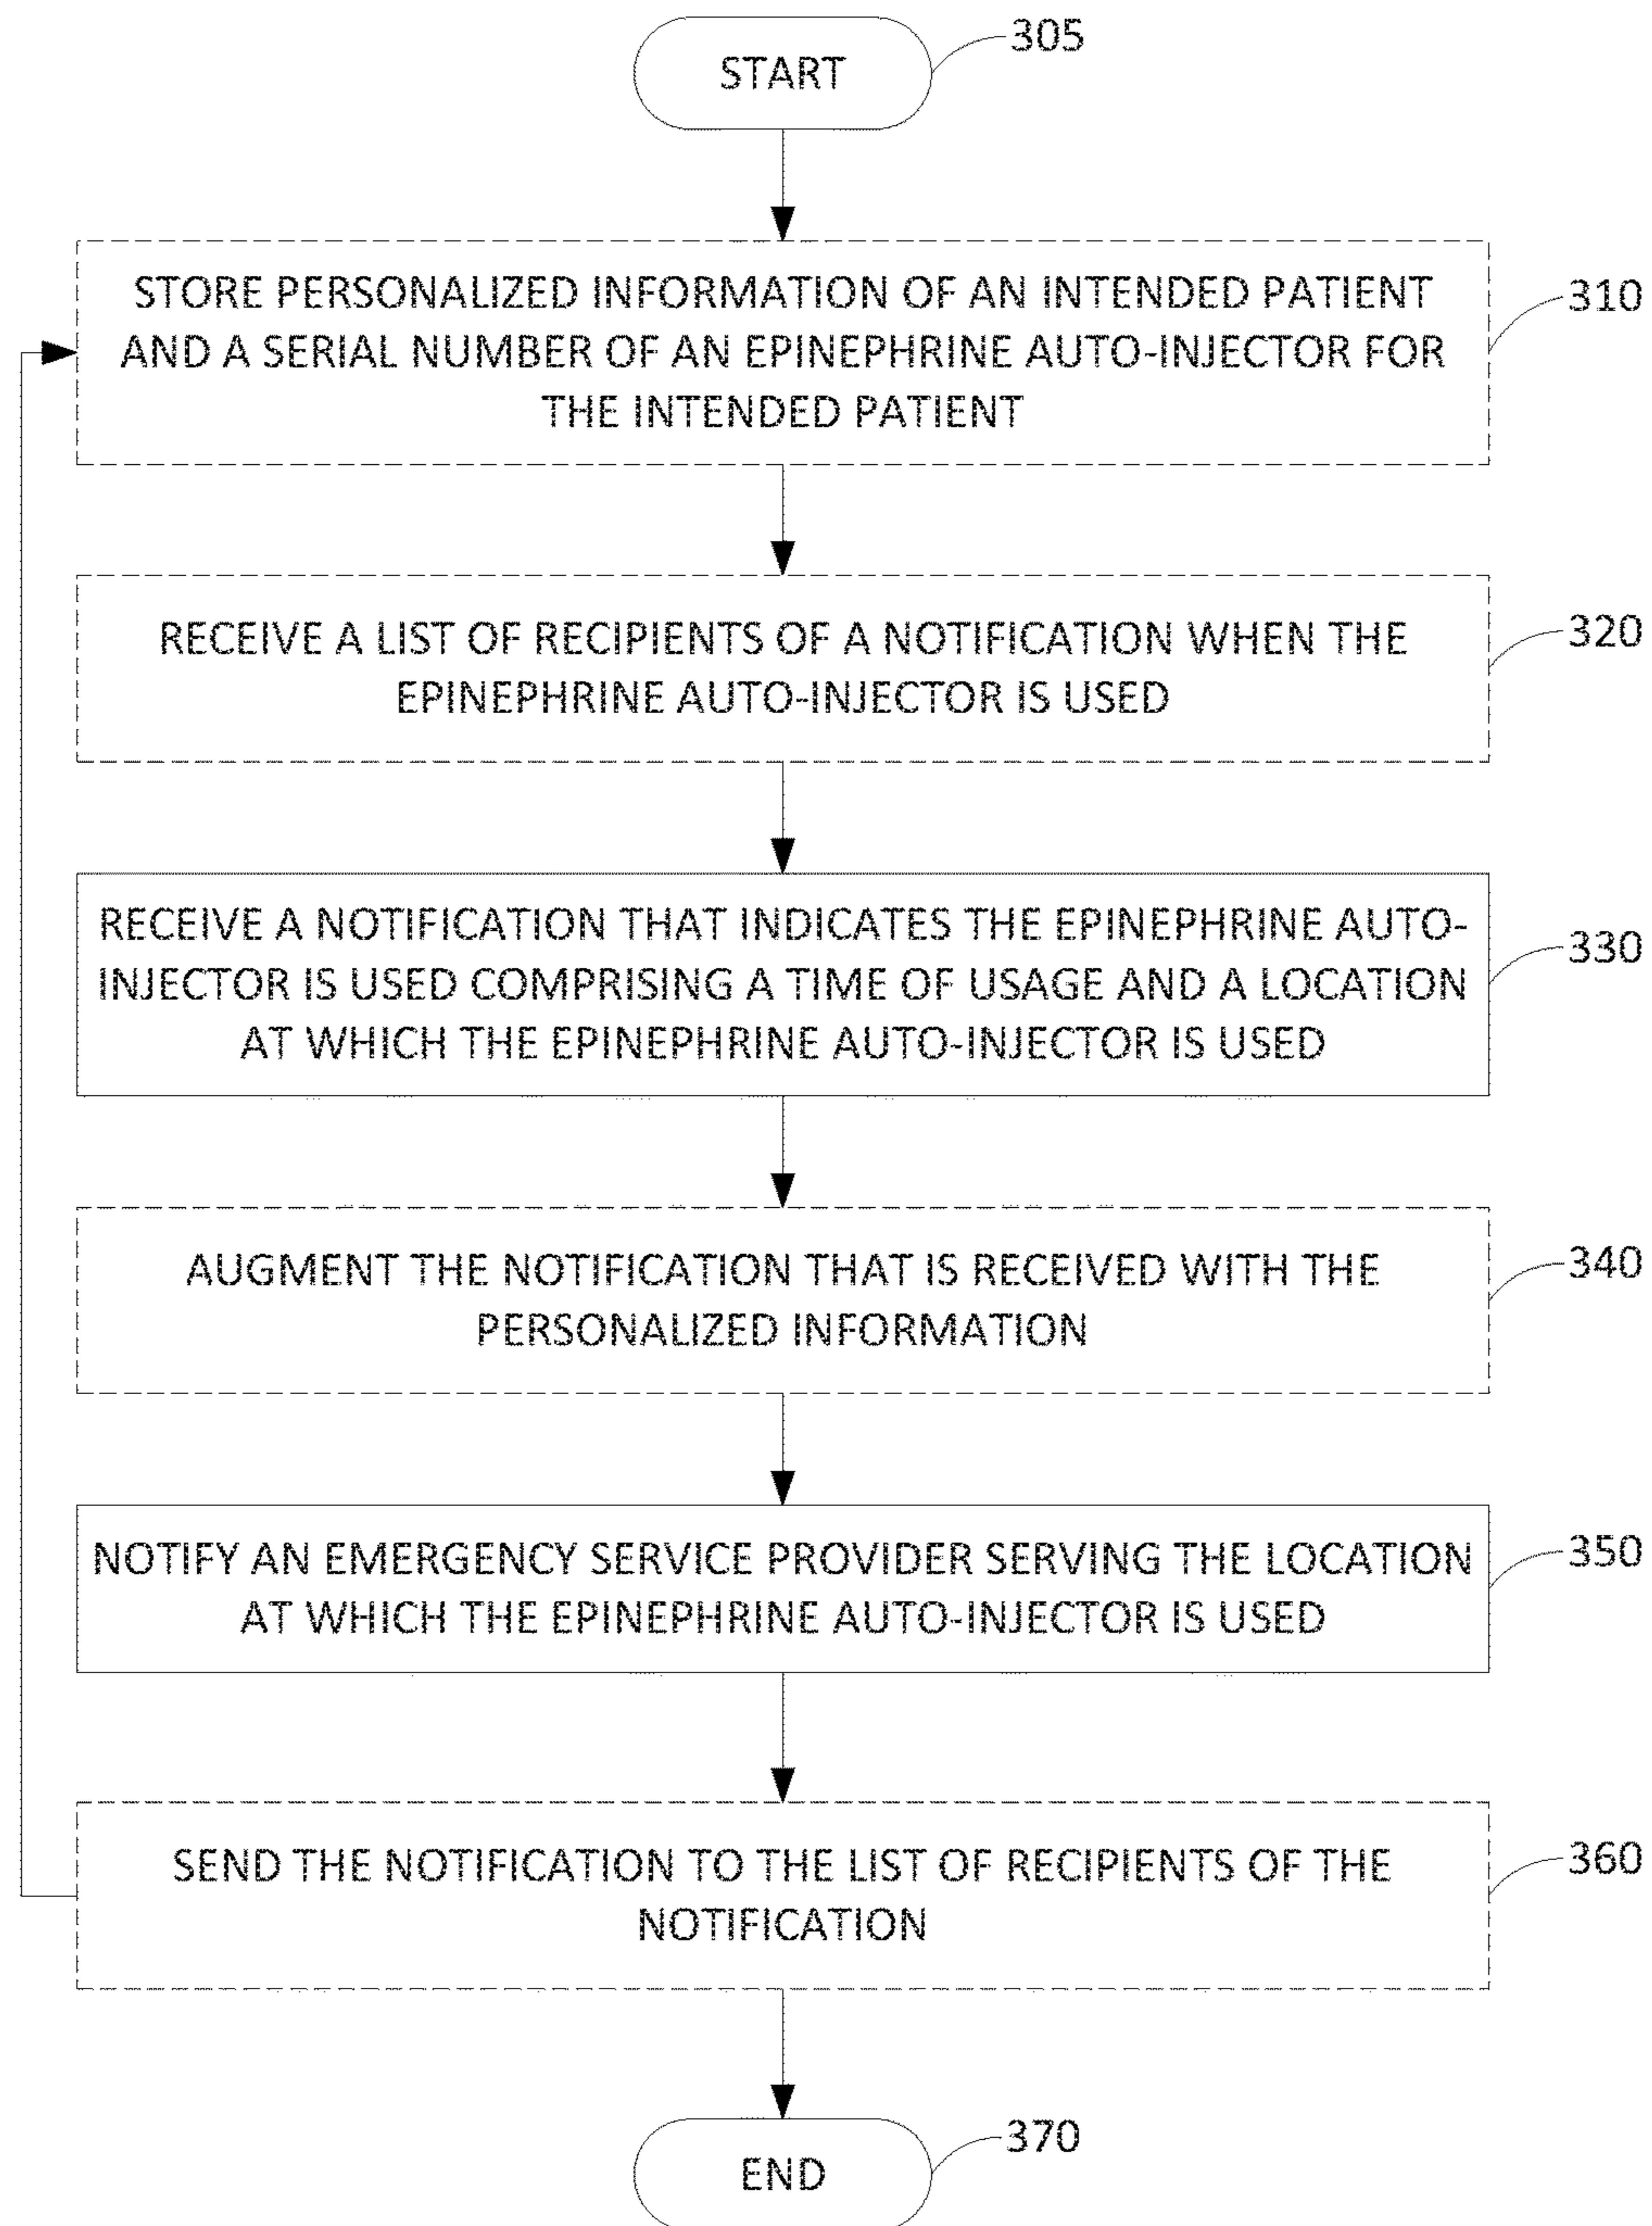 START
305
STORE PERSONALIZED INFORMATION OF AN INTENDED PATIENT
AND A SERIAL NUMBER OF AN EPINEPHRINE AUTO-INJECTOR FOR
THE INTENDED PATIENT
310
RECEIVE A LIST OF RECIPIENTS OF A NOTIFICATION WHEN THE
EPINEPHRINE AUTO-INJECTOR IS USED
320
RECEIVE A NOTIFICATION THAT INDICATES THE EPINEPHRINE AUTO-
INJECTOR IS USED COMPRISING A TIME OF USAGE AND A LOCATION
AT WHICH THE EPINEPHRINE AUTO-INJECTOR IS USED
330
AUGMENT THE NOTIFICATION THAT IS RECEIVED WITH THE
PERSONALIZED INFORMATION
340
NOTIFY AN EMERGENCY SERVICE PROVIDER SERVING THE LOCATION
AT WHICH THE EPINEPHRINE AUTO-INJECTOR IS USED
350
SEND THE NOTIFICATION TO THE LIST OF RECIPIENTS OF THE
NOTIFICATION
360
END
370